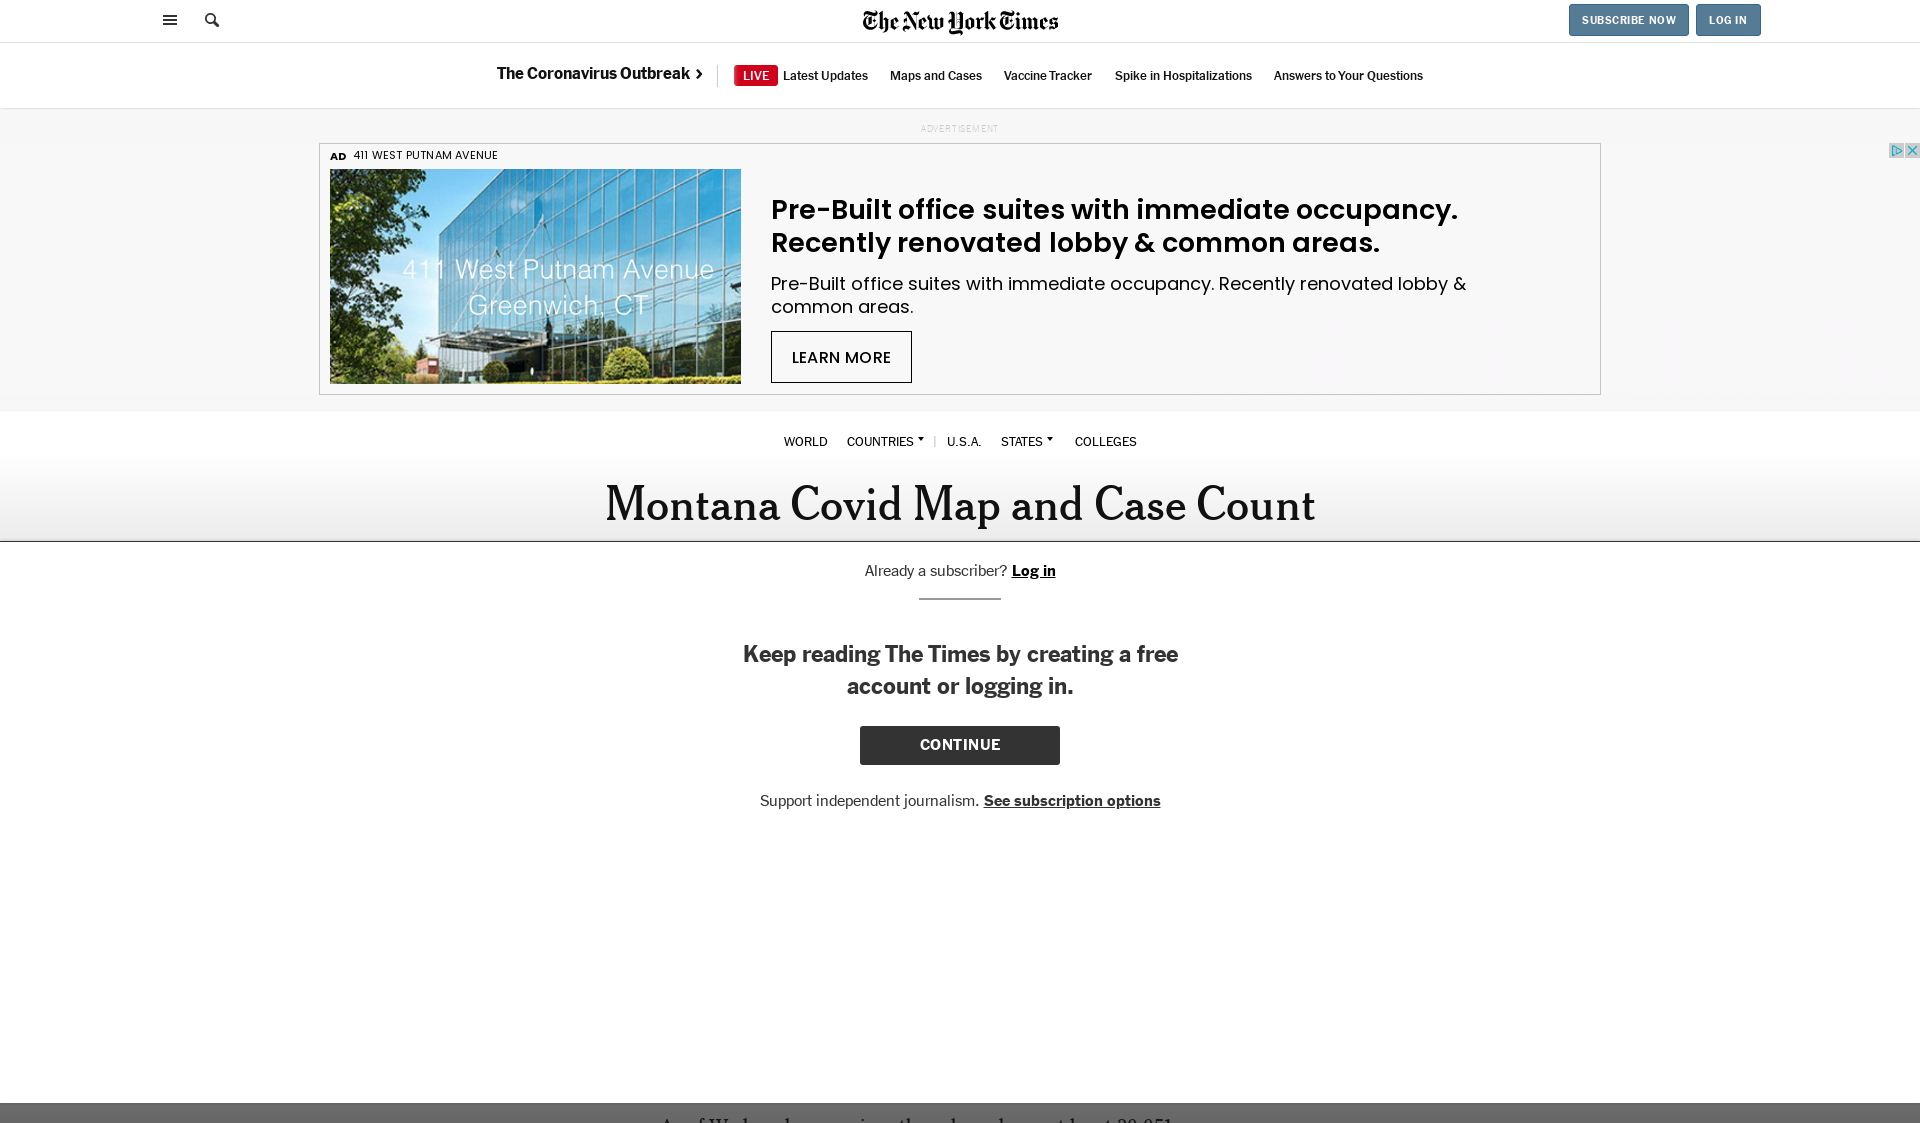 The New York Times
SUBSCRIBE NOW
LOG IN
The Coronavirus Outbreak
LIVE Latest Updates
Maps and Cases
Vaccine Tracker
Spike in Hospitalizations
Answers to Your Questions
ADVERTISEMENT
AD 411 WEST PUTNAM AVENUE
411 West Putnam Avenue
Greenwich, CT
Pre-Built office suites with immediate occupancy.
Recently renovated lobby & common areas.
Pre-Built office suites with immediate occupancy. Recently renovated lobby &
common areas.
LEARN MORE
WORLD COUNTRIES | U.S.A. STATES COLLEGES
Montana Covid Map and Case Count
Already a subscriber? Log in
Keep reading The Times by creating a free
account or logging in.
CONTINUE
Support independent journalism. See subscription options